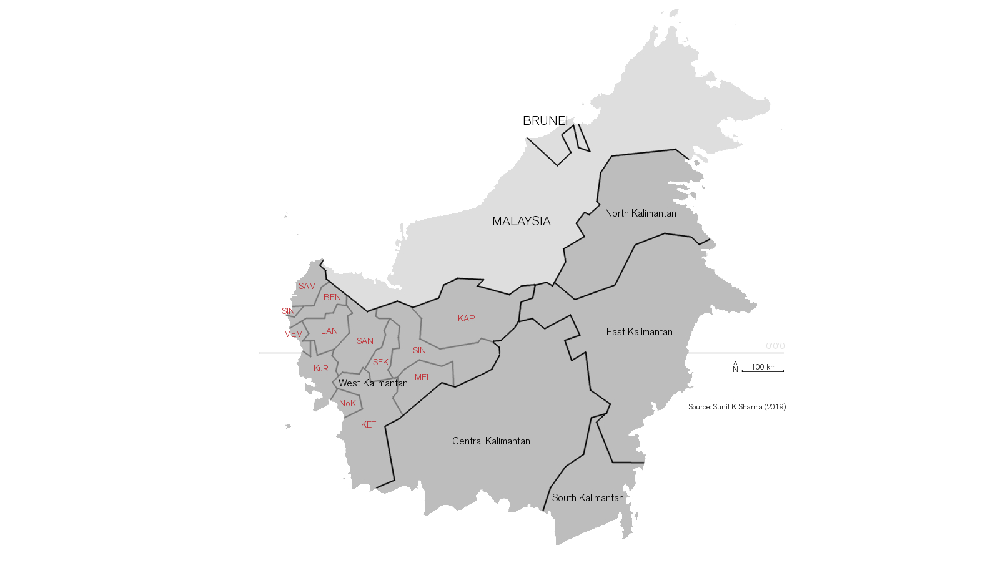 BRUNEI
North Kalimantan
MALAYSIA
SAM
BEN
SIN
KAP
MEM
LAN
East Kalimantan
SAN
0'0'0
SIN
SEK
KuR
^
N
100 km
MEL
West Kalimantan
NoK
Source: Sunil K Sharma (2019)
KET
Central Kalimantan
South Kalimantan